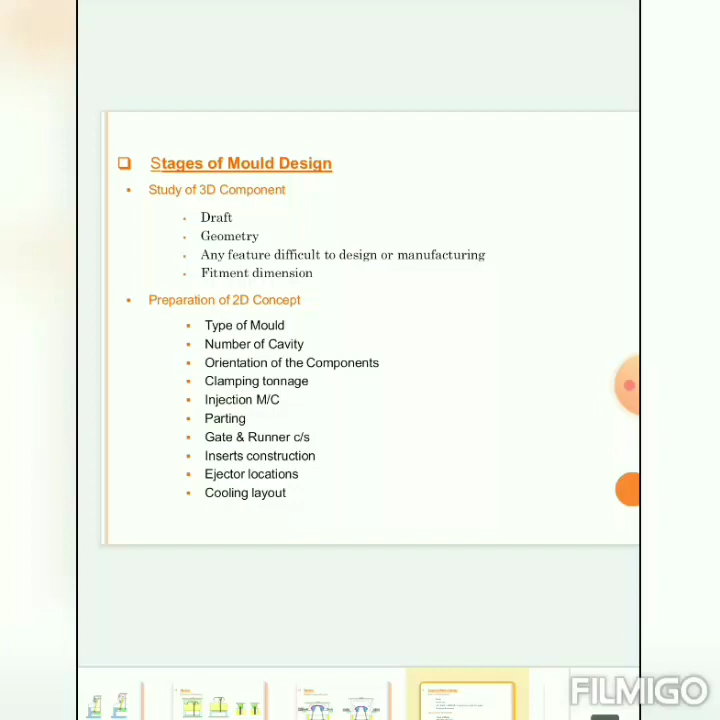 Stages of Mould Design
Study of 3D Component
Draft
Geometry
Any feature difficult to design or manufacturing
Fitment dimension
Preparation of 2D Concept
Type of Mould
Number of Cavity
Orientation of the Components
Clamping tonnage
Injection M/C
Parting
Gate & Runner c/s
Inserts construction
Ejector locations
Cooling layout
FILMIGO